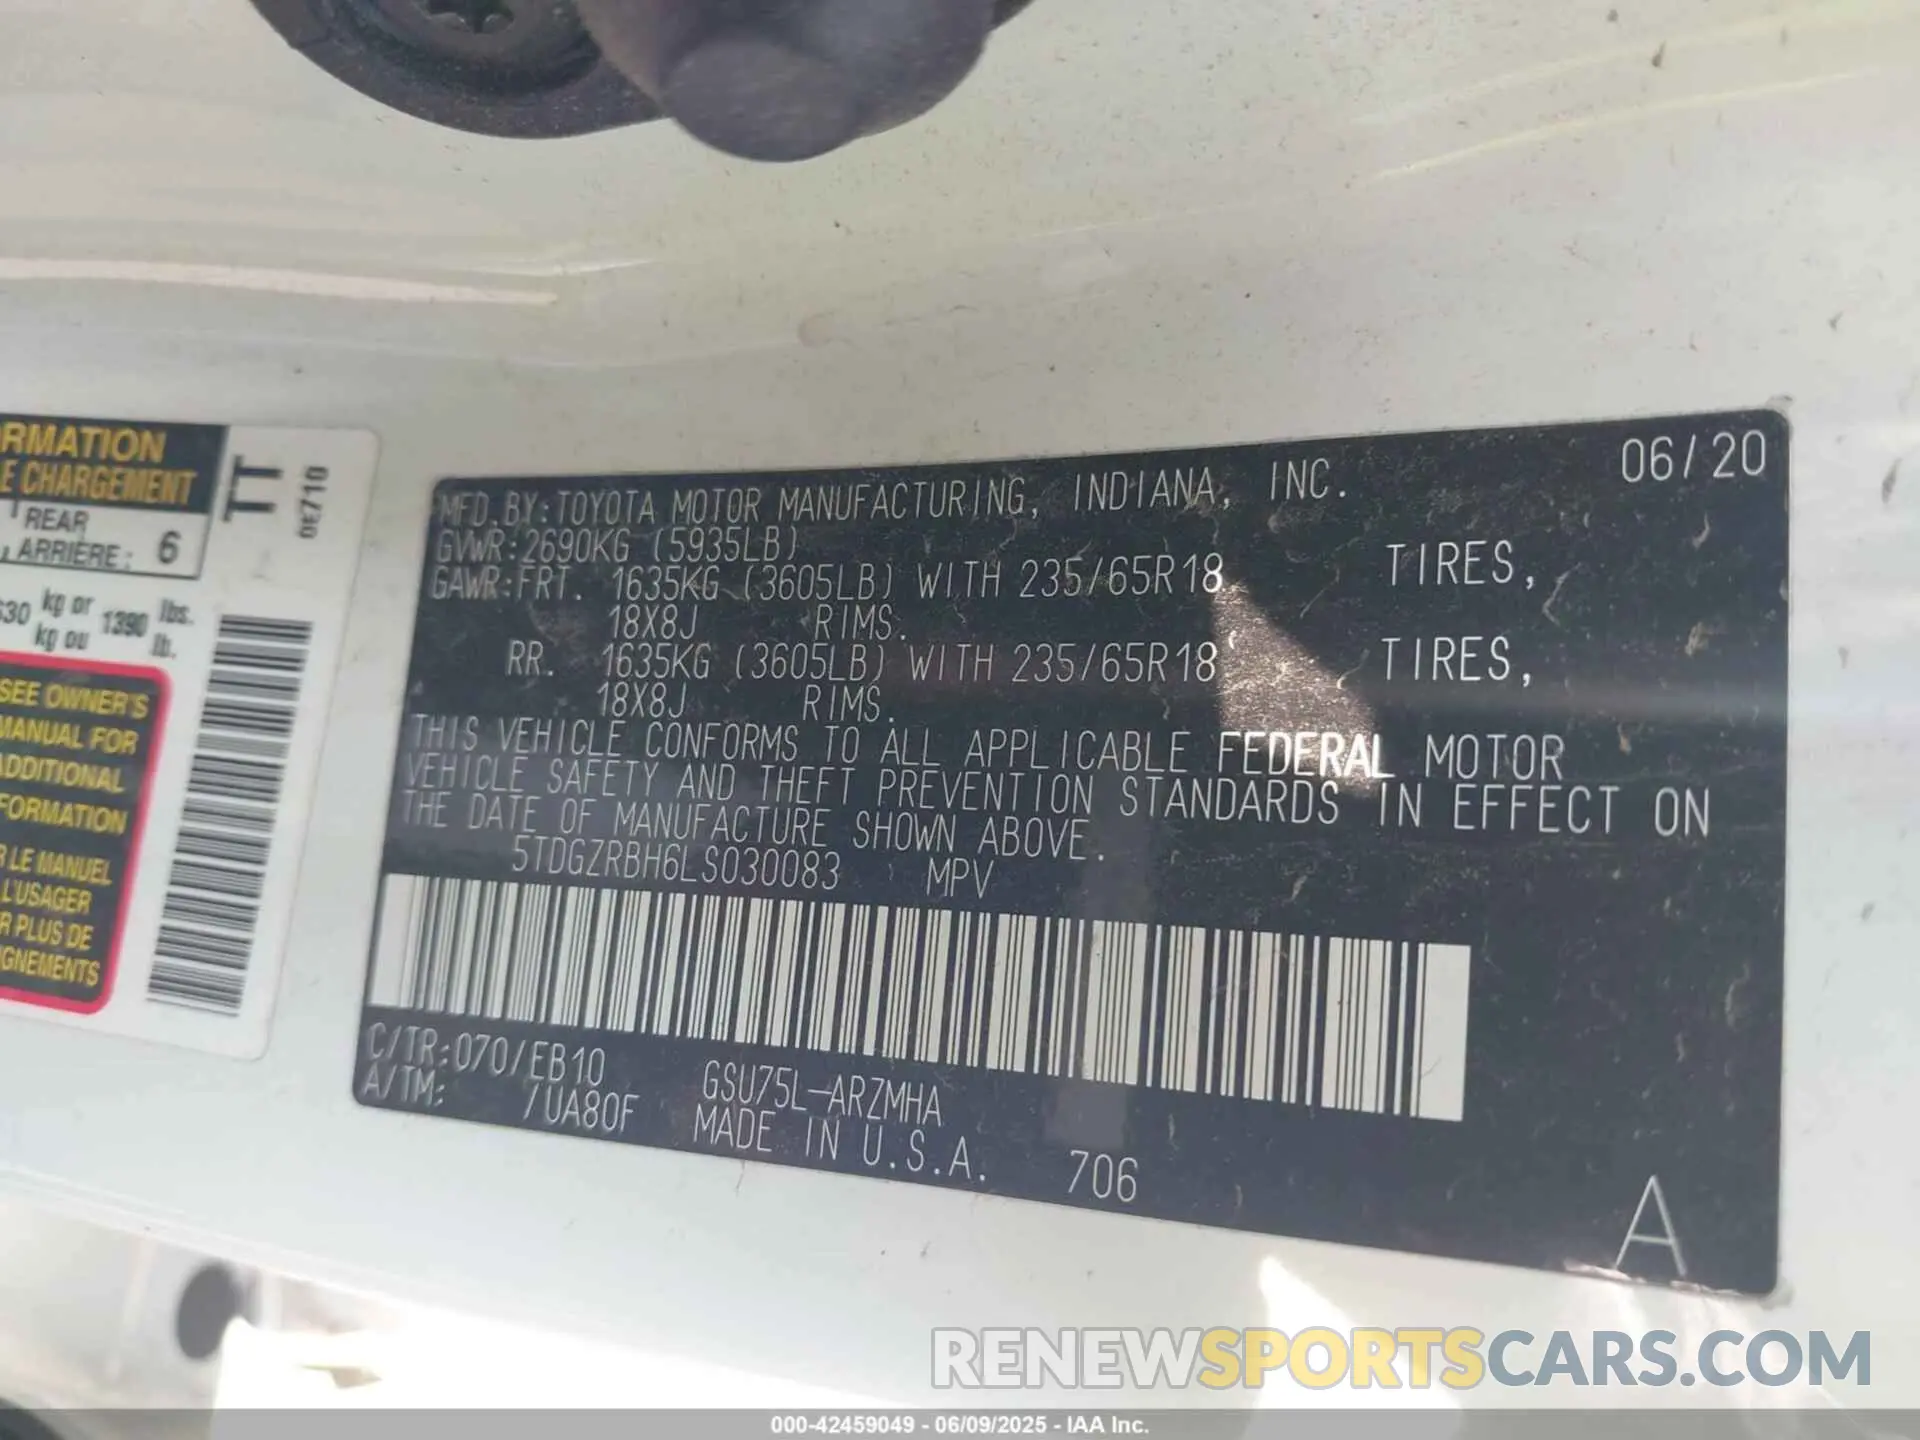 RMATION
E CHARGEMENT
REAR
ARRIÈRE: 6
kg or 1390 lbs.
kg ou lb.
SEE OWNER'S
MANUAL FOR
ADDITIONAL
FORMATION
R LE MANUEL
L'USAGER
R PLUS DE
IGNEMENTS
TT
0E710
06/20
MFD. BY: TOYOTA MOTOR MANUFACTURING, INDIANA, INC.
GVWR: 2690KG (5935LB)
GAWR: FRT. 1635KG (3605LB) WITH 235/65R18 TIRES,
18X8J RIMS.
RR. 1635KG (3605LB) WITH 235/65R18 TIRES,
18X8J RIMS.
THIS VEHICLE CONFORMS TO ALL APPLICABLE FEDERAL MOTOR
VEHICLE SAFETY AND THEFT PREVENTION STANDARDS IN EFFECT ON
THE DATE OF MANUFACTURE SHOWN ABOVE.
5TDGZRBH6LS030083 MPV
C/TR: 070/EB10 GSU75L-ARZMHA
A/TM: /UA80F MADE IN U.S.A. 706
A
RENEWSPORTSCARS.COM
000-42459049 - 06/09/2025 - IAA Inc.